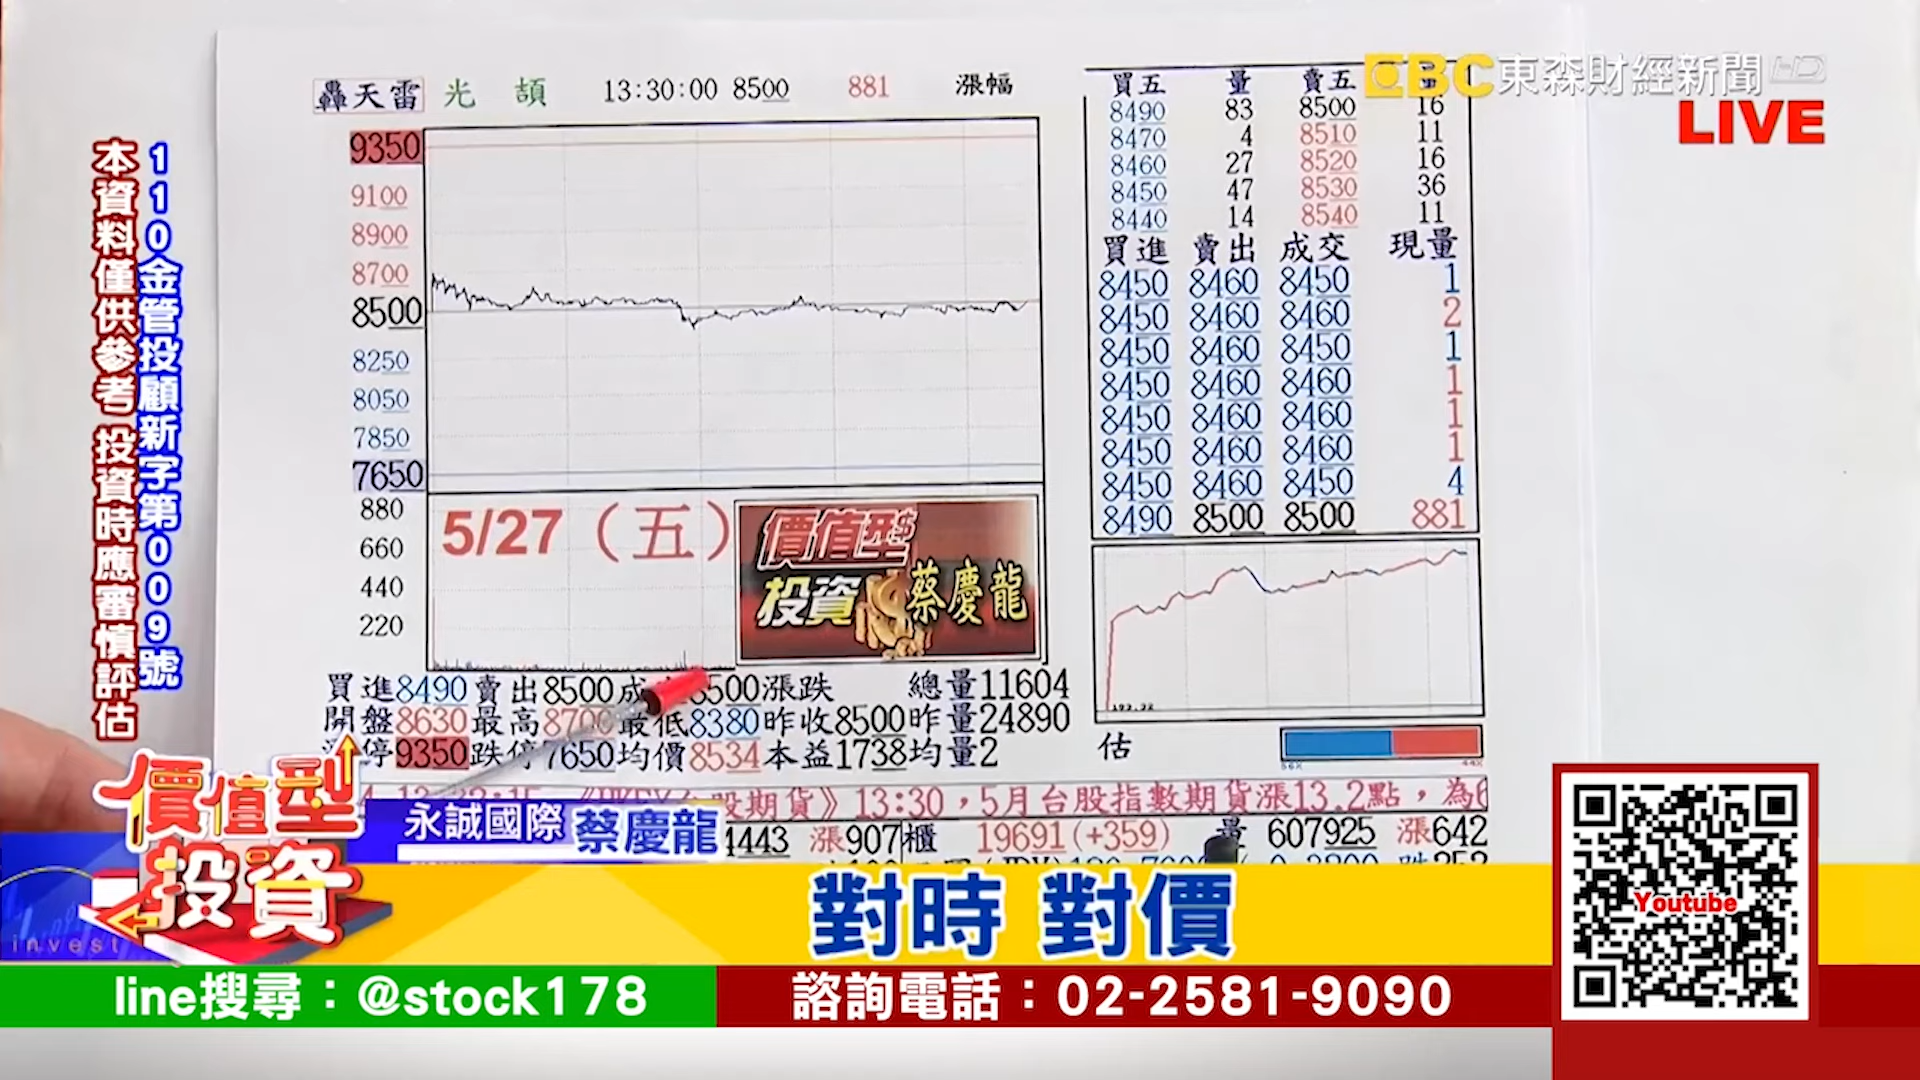 EBC東森財經新聞HD
LIVE
110金管投顧新字第009號
本資料僅供參考 投資時應審慎評估
轟天雷 光頡 13:30:00 8500 881 漲幅
9350
9100
8900
8700
8500
8250
8050
7850
7650
880
660
440
220
5/27（五）
價值型
投資 蔡慶龍
買五 量 賣五
8490 83 8500 16
8470 4 8510 11
8460 27 8520 16
8450 47 8530 36
8440 14 8540 11
買進 賣出 成交 現量
8450 8460 8450 1
8450 8460 8460 2
8450 8460 8450 1
8450 8460 8460 1
8450 8460 8460 1
8450 8460 8460 1
8450 8460 8450 4
8490 8500 8500 881
買進8490賣出8500成 8500漲跌 總量11604
開盤8630最高8700最低8380昨收8500昨量24890
停9350跌停7650均價8534本益1738均量2
估
股期貨》13:30，5月台股指數期貨漲13.2點，為6
4443 漲907櫃 19691(+359) 量 607925 漲642
價值型
投資
invest
永誠國際 蔡慶龍
對時 對價
line搜尋：@stock178
諮詢電話：02-2581-9090
Youtube